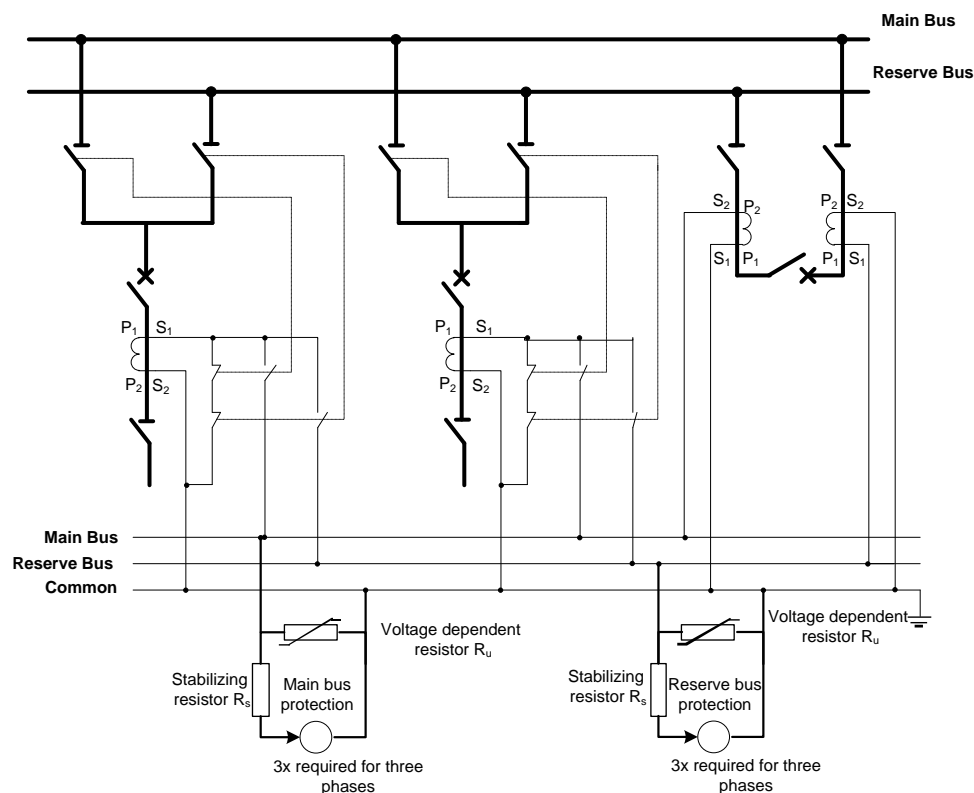 Main Bus
Reserve Bus
S₂
P₂
P₂
S₂
S₁
P₁
P₁
S₁
P₁
S₁
P₂
S₂
P₁
S₁
P₂
S₂
Main Bus
Reserve Bus
Common
Voltage dependent
resistor Rᵤ
Voltage dependent
resistor Rᵤ
Stabilizing
resistor Rₛ
Main bus
protection
Stabilizing
resistor Rₛ
Reserve bus
protection
3x required for three
phases
3x required for three
phases